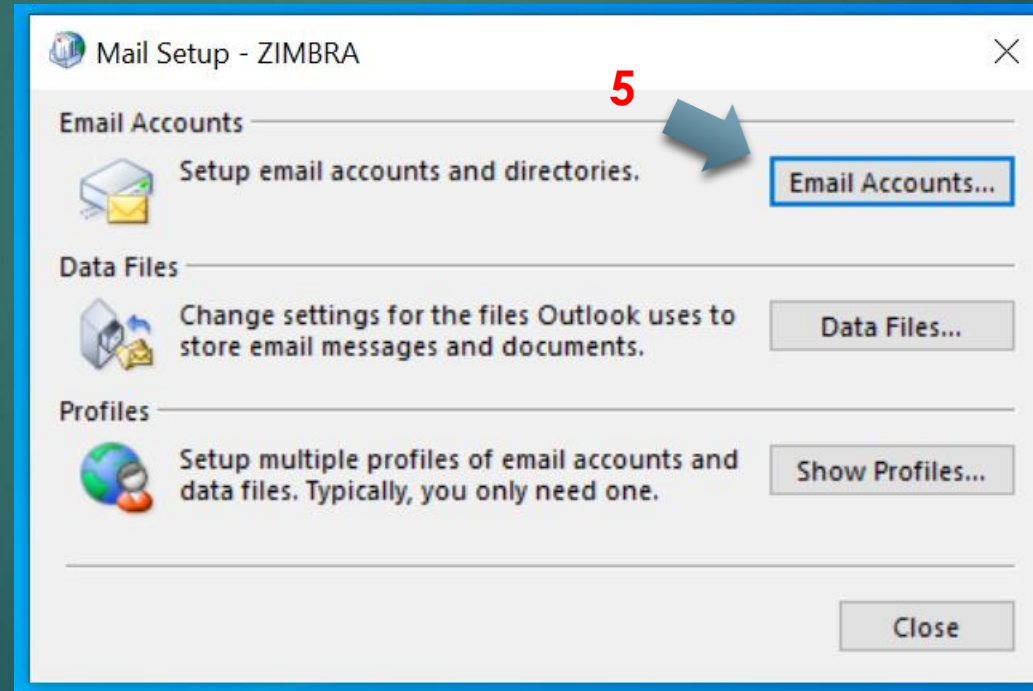 Mail Setup - ZIMBRA
5
Email Accounts
Setup email accounts and directories.
Email Accounts...
Data Files
Change settings for the files Outlook uses to
store email messages and documents.
Data Files...
Profiles
Setup multiple profiles of email accounts and
data files. Typically, you only need one.
Show Profiles...
Close